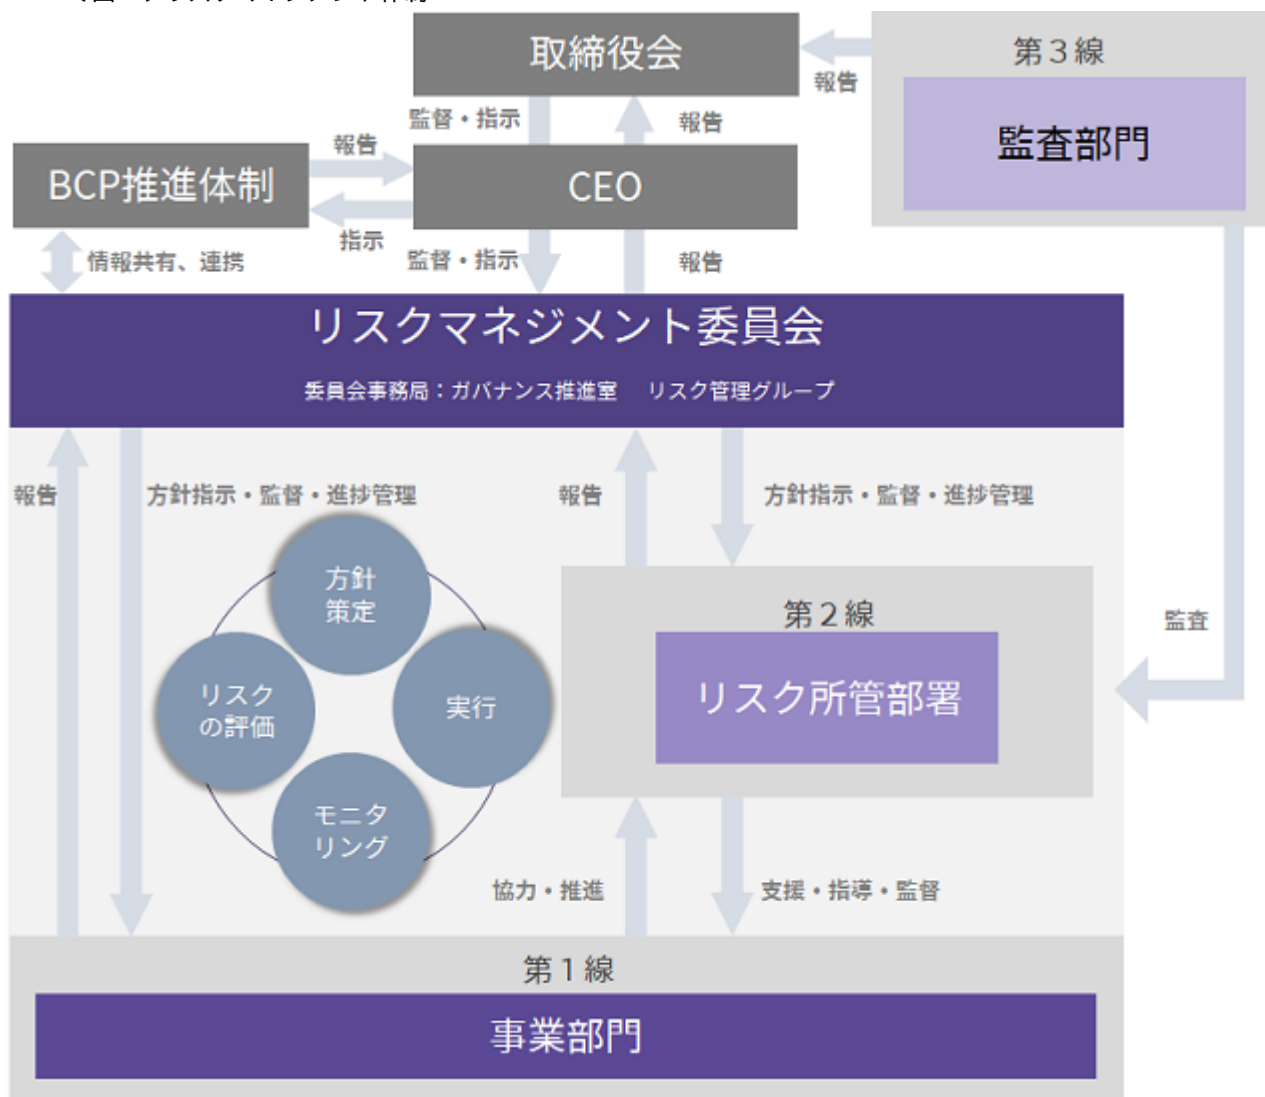 取締役会
第３線
報告
監査部門
監督・指示
報告
報告
BCP推進体制
CEO
指示
情報共有、連携
監督・指示
報告
リスクマネジメント委員会
委員会事務局：ガバナンス推進室　リスク管理グループ
報告
方針指示・監督・進捗管理
報告
方針指示・監督・進捗管理
方針
策定
リスク
の評価
実行
モニタ
リング
第２線
リスク所管部署
監査
協力・推進
支援・指導・監督
第１線
事業部門